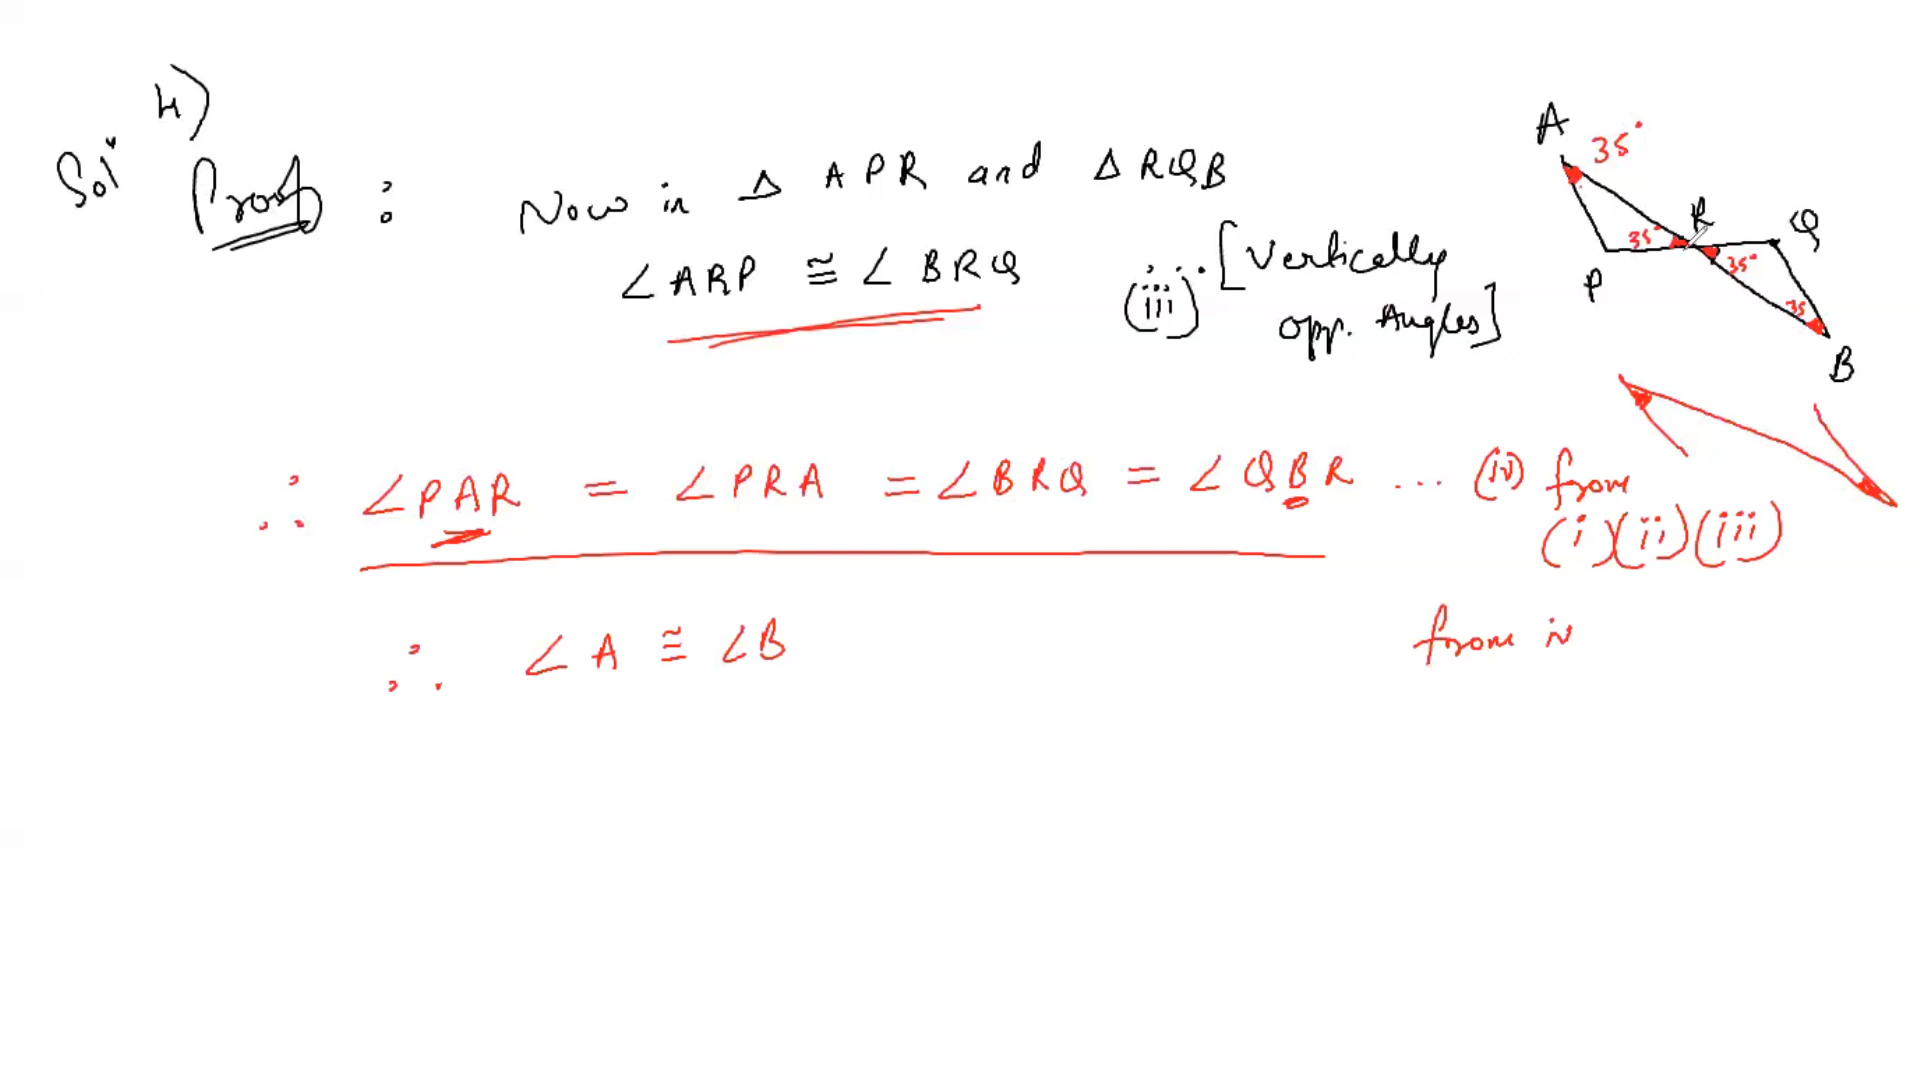 4)
Solⁿ Proof : Now in Δ APR and Δ RQB
∠ARP ≅ ∠BRQ (iii)... [Vertically
opp. Angles]
∴ ∠PAR = ∠PRA = ∠BRQ = ∠QBR ... (iv) from
(i)(ii)(iii)
∴ ∠A ≅ ∠B from iv
A 35°
R Q
35°
35°
P
35
B